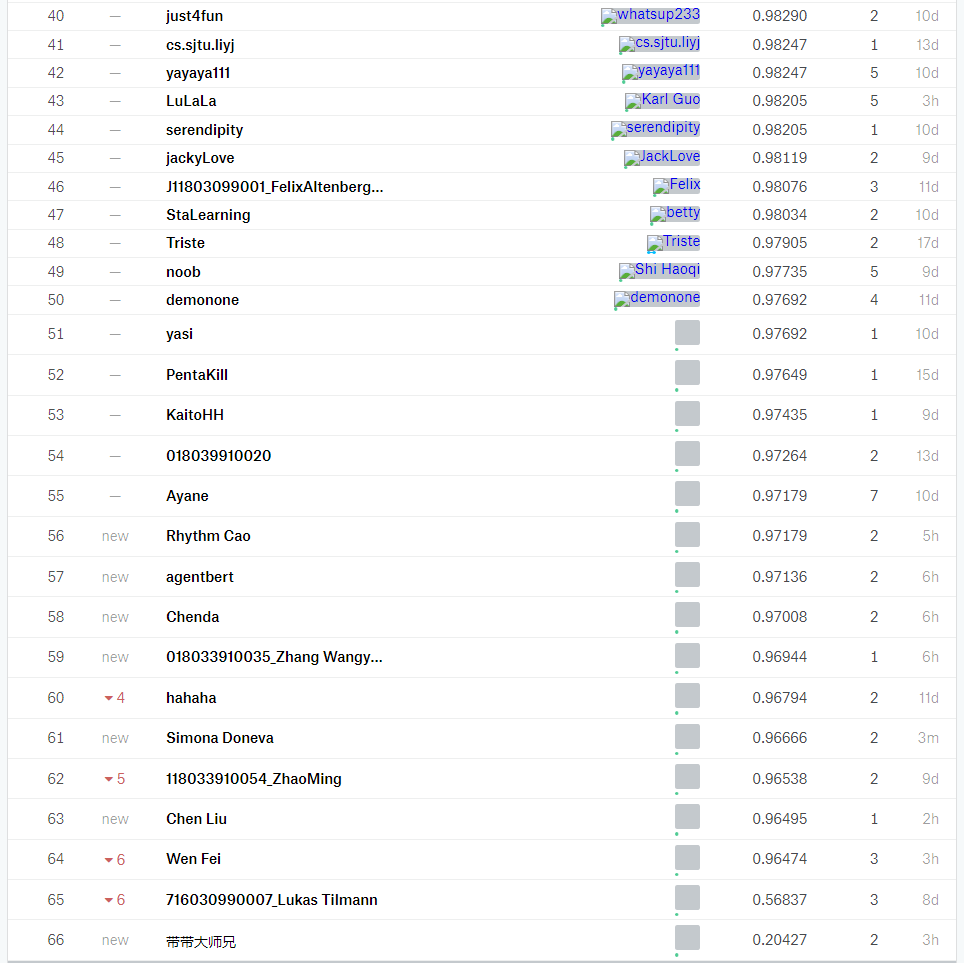 40 — just4fun whatsup233 0.98290 2 10d
41 — cs.sjtu.liyj cs.sjtu.liyj 0.98247 1 13d
42 — yayaya111 yayaya111 0.98247 5 10d
43 — LuLaLa Karl Guo 0.98205 5 3h
44 — serendipity serendipity 0.98205 1 10d
45 — jackyLove JackLove 0.98119 2 9d
46 — J11803099001_FelixAltenberg... Felix 0.98076 3 11d
47 — StaLearning betty 0.98034 2 10d
48 — Triste Triste 0.97905 2 17d
49 — noob Shi Haoqi 0.97735 5 9d
50 — demonone demonone 0.97692 4 11d
51 — yasi 0.97692 1 10d
52 — PentaKill 0.97649 1 15d
53 — KaitoHH 0.97435 1 9d
54 — 018039910020 0.97264 2 13d
55 — Ayane 0.97179 7 10d
56 new Rhythm Cao 0.97179 2 5h
57 new agentbert 0.97136 2 6h
58 new Chenda 0.97008 2 6h
59 new 018033910035_Zhang Wangy... 0.96944 1 6h
60 4 hahaha 0.96794 2 11d
61 new Simona Doneva 0.96666 2 3m
62 5 118033910054_ZhaoMing 0.96538 2 9d
63 new Chen Liu 0.96495 1 2h
64 6 Wen Fei 0.96474 3 3h
65 6 716030990007_Lukas Tilmann 0.56837 3 8d
66 new 带带大师兄 0.20427 2 3h